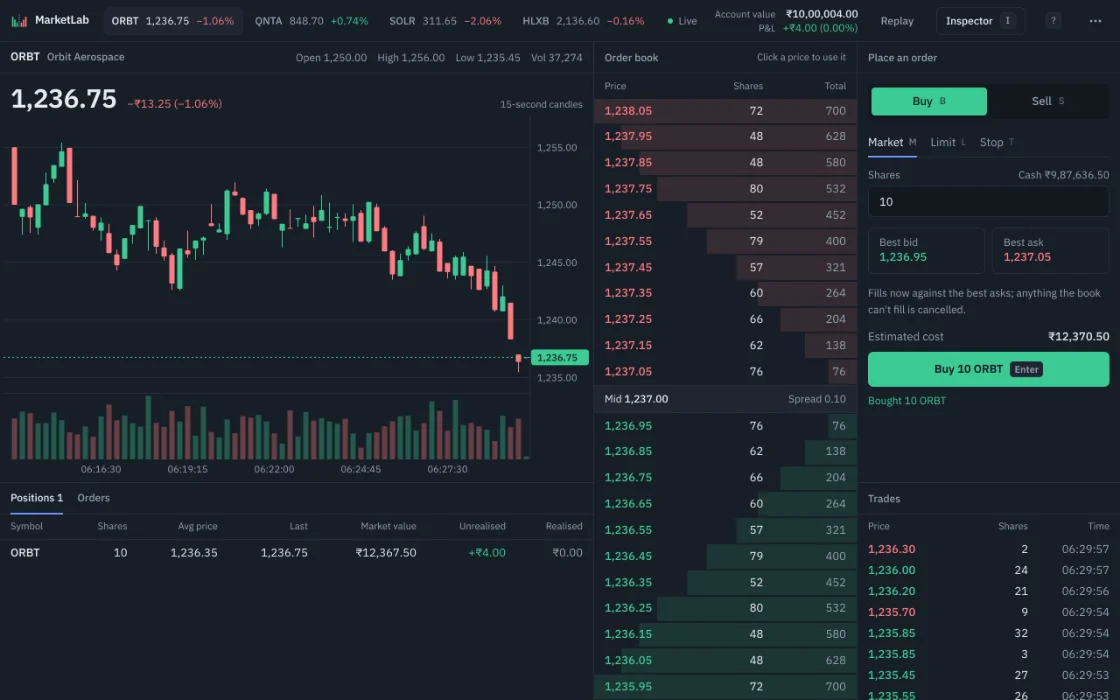 MarketLab ORBT 1,236.75 −1.06% QNTA 848.70 +0.74% SOLR 311.65 −2.06% HLXB 2,136.60 −0.16% Live Account value ₹10,00,004.00 Replay Inspector I ?
P&L +₹4.00 (0.00%)
ORBT Orbit Aerospace Open 1,250.00 High 1,256.00 Low 1,235.45 Vol 37,274
1,236.75 −₹13.25 (−1.06%) 15-second candles
1,255.00
1,250.00
1,245.00
1,240.00
1,236.75
1,235.00
06:16:30 06:19:15 06:22:00 06:24:45 06:27:30
Positions 1 Orders
Symbol Shares Avg price Last Market value Unrealised Realised
ORBT 10 1,236.35 1,236.75 ₹12,367.50 +₹4.00 ₹0.00
Order book Click a price to use it
Price Shares Total
1,238.05 72 700
1,237.95 48 628
1,237.85 48 580
1,237.75 80 532
1,237.65 52 452
1,237.55 79 400
1,237.45 57 321
1,237.35 60 264
1,237.25 66 204
1,237.15 62 138
1,237.05 76 76
Mid 1,237.00 Spread 0.10
1,236.95 76 76
1,236.85 62 138
1,236.75 66 204
1,236.65 60 264
1,236.55 57 321
1,236.45 79 400
1,236.35 52 452
1,236.25 80 532
1,236.15 48 580
1,236.05 48 628
1,235.95 72 700
Place an order
Buy B Sell S
Market M Limit L Stop T
Shares Cash ₹9,87,636.50
10
Best bid Best ask
1,236.95 1,237.05
Fills now against the best asks; anything the book
can't fill is cancelled.
Estimated cost ₹12,370.50
Buy 10 ORBT Enter
Bought 10 ORBT
Trades
Price Shares Time
1,236.30 2 06:29:57
1,236.00 24 06:29:57
1,236.20 21 06:29:56
1,235.70 9 06:29:54
1,235.85 32 06:29:54
1,235.85 3 06:29:54
1,235.45 27 06:29:53
1,235.55 26 06:29:53